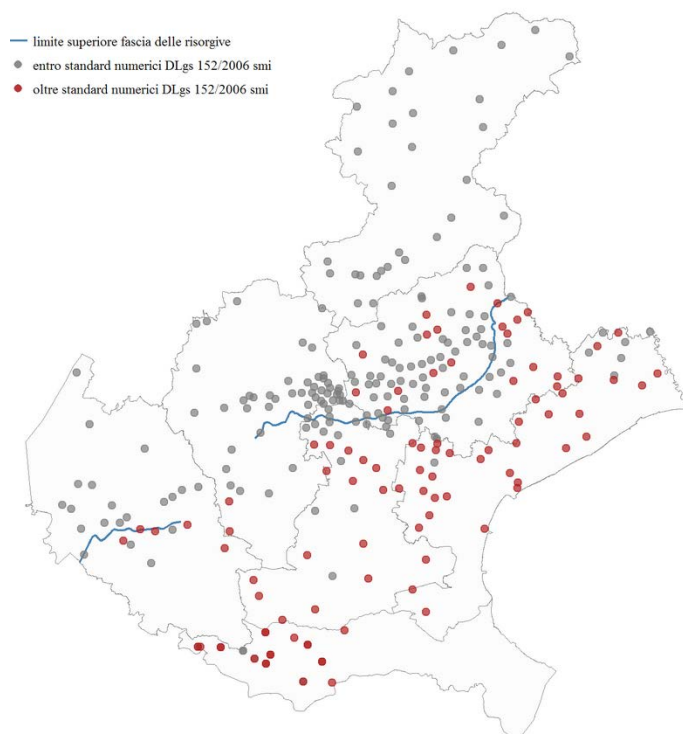 limite superiore fascia delle risorgive
entro standard numerici DLgs 152/2006 smi
oltre standard numerici DLgs 152/2006 smi